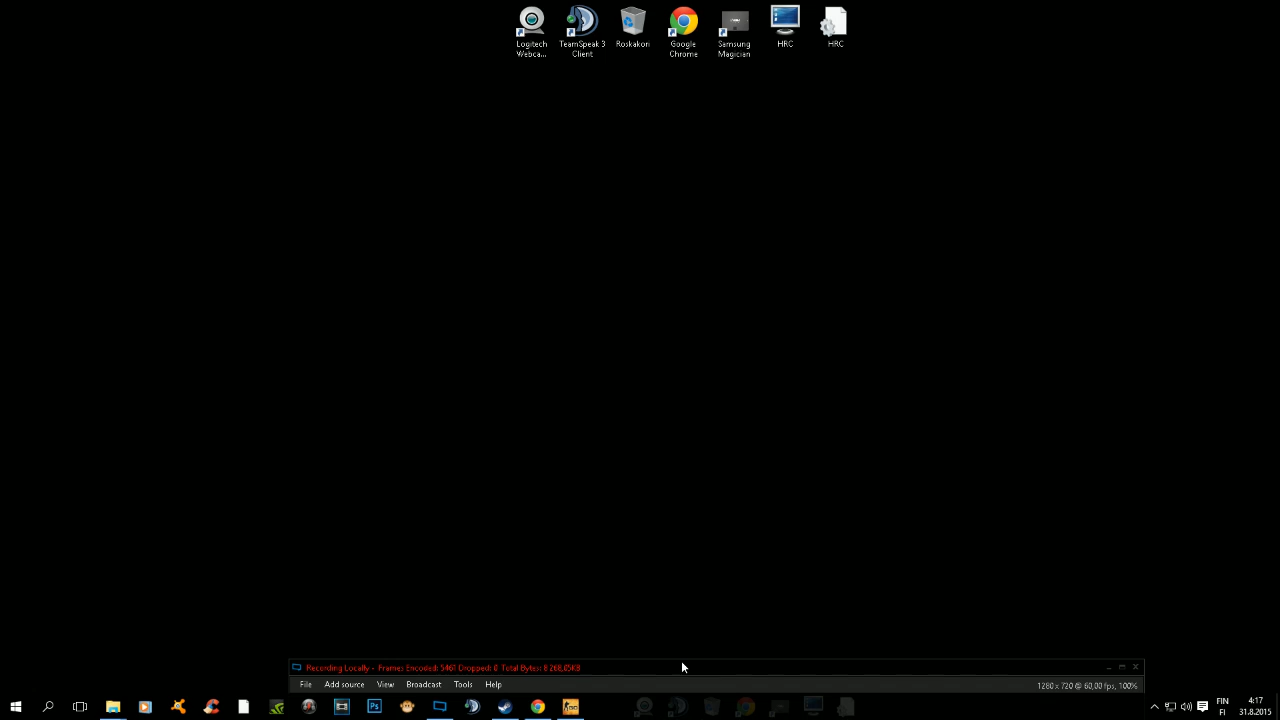 Logitech Webca...
TeamSpeak 3 Client
Roskakori
Google Chrome
Samsung Magician
HRC
HRC
Recording Locally - Frames Encoded: 5461 Dropped: 0 Total Bytes: 8 268,05KB
File Add source View Broadcast Tools Help
1280 x 720 @ 60,00 fps, 100%
Ps
FIN
FI
4:17
31.8.2015